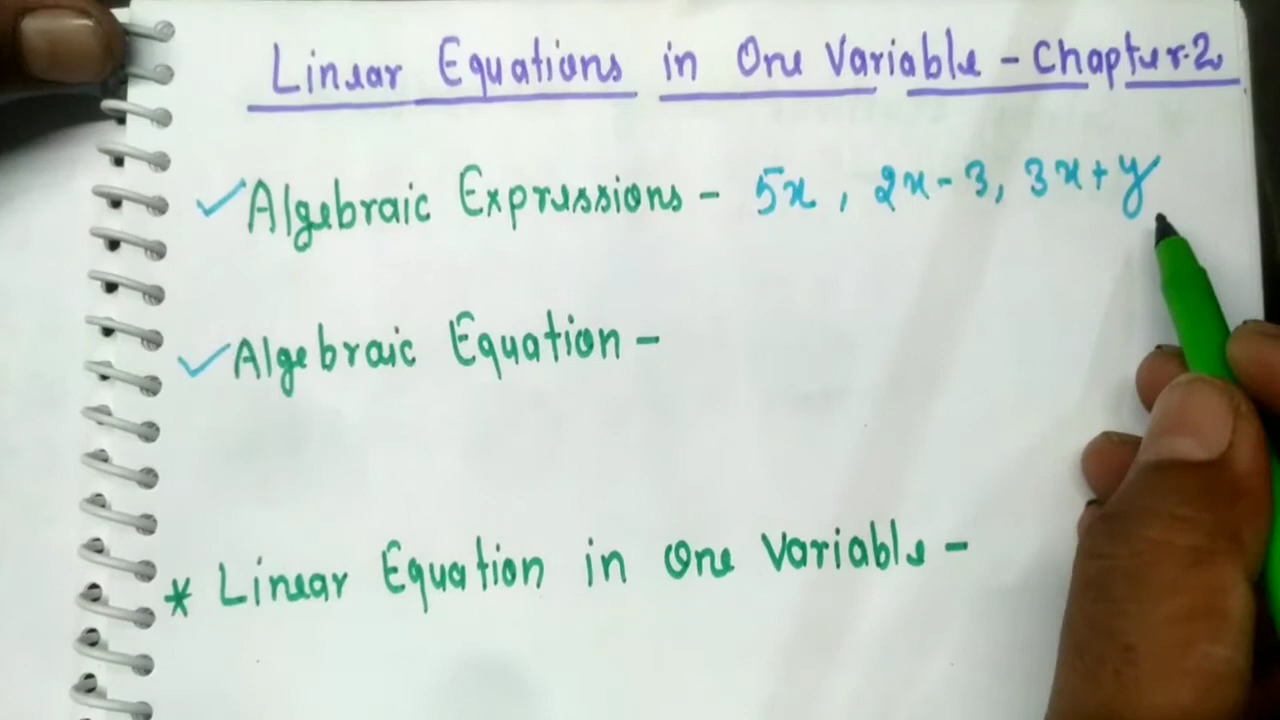 Linear Equations in One Variable - Chapter.2
✓Algebraic Expressions - 5x, 2x-3, 3x+y
✓Algebraic Equation -
* Linear Equation in One Variable -